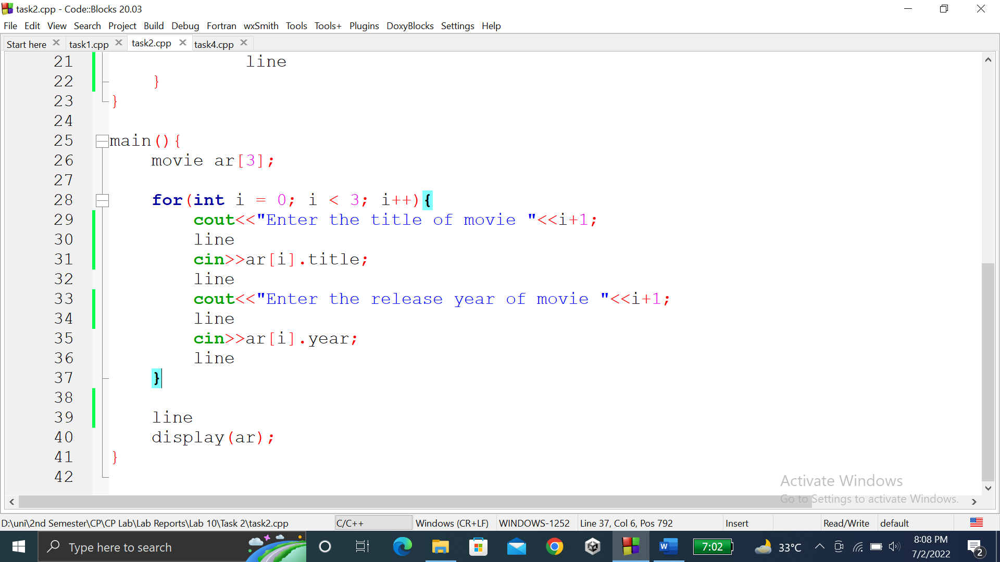 task2.cpp - Code::Blocks 20.03
File Edit View Search Project Build Debug Fortran wxSmith Tools Tools+ Plugins DoxyBlocks Settings Help
Start here task1.cpp task2.cpp task4.cpp
21 line
22 }
23 }
24
25 main(){
26 movie ar[3];
27
28 for(int i = 0; i < 3; i++){
29 cout<<"Enter the title of movie "<<i+1;
30 line
31 cin>>ar[i].title;
32 line
33 cout<<"Enter the release year of movie "<<i+1;
34 line
35 cin>>ar[i].year;
36 line
37 }
38
39 line
40 display(ar);
41 }
42
Activate Windows
Go to Settings to activate Windows.
D:\uni\2nd Semester\CP\CP Lab\Lab Reports\Lab 10\Task 2\task2.cpp C/C++ Windows (CR+LF) WINDOWS-1252 Line 37, Col 6, Pos 792 Insert Read/Write default
Type here to search W 7:02 33°C 8:08 PM 2
7/2/2022